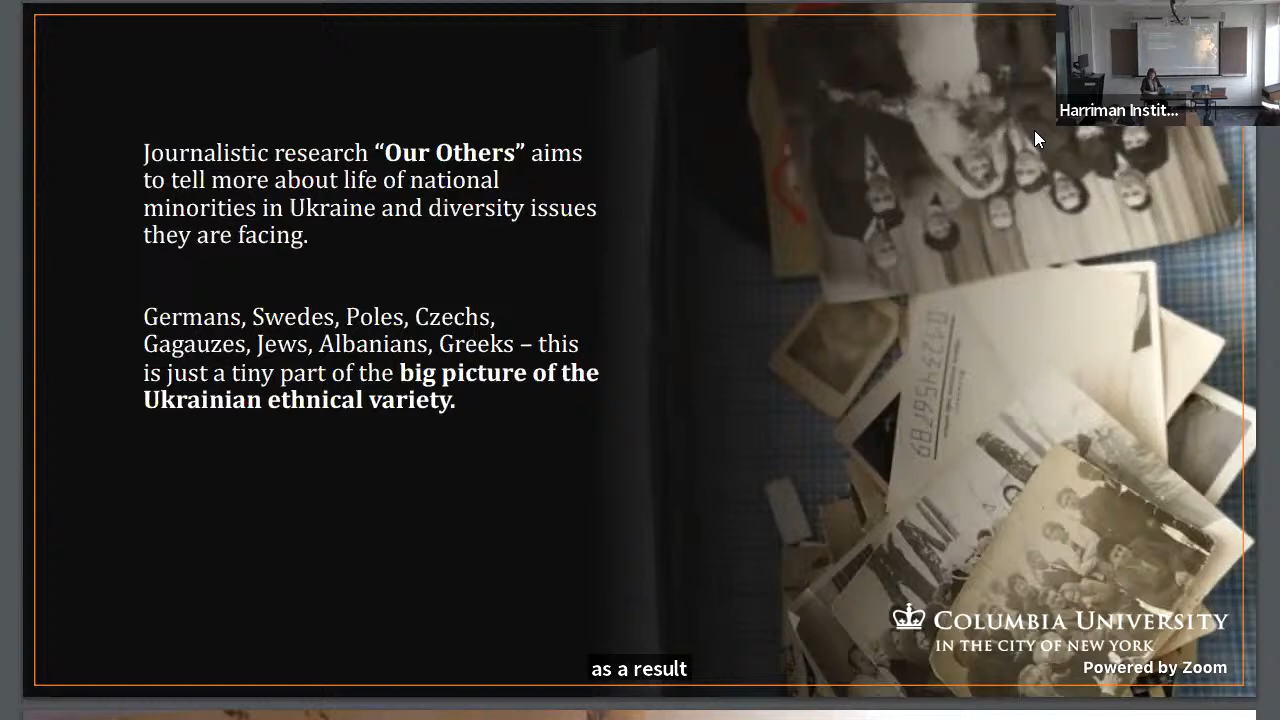 Harriman Instit...
Journalistic research “Our Others” aims
to tell more about life of national
minorities in Ukraine and diversity issues
they are facing.
Germans, Swedes, Poles, Czechs,
Gagauzes, Jews, Albanians, Greeks – this
is just a tiny part of the big picture of the
Ukrainian ethnical variety.
0123456789
COLUMBIA UNIVERSITY
IN THE CITY OF NEW YORK
Powered by Zoom
as a result